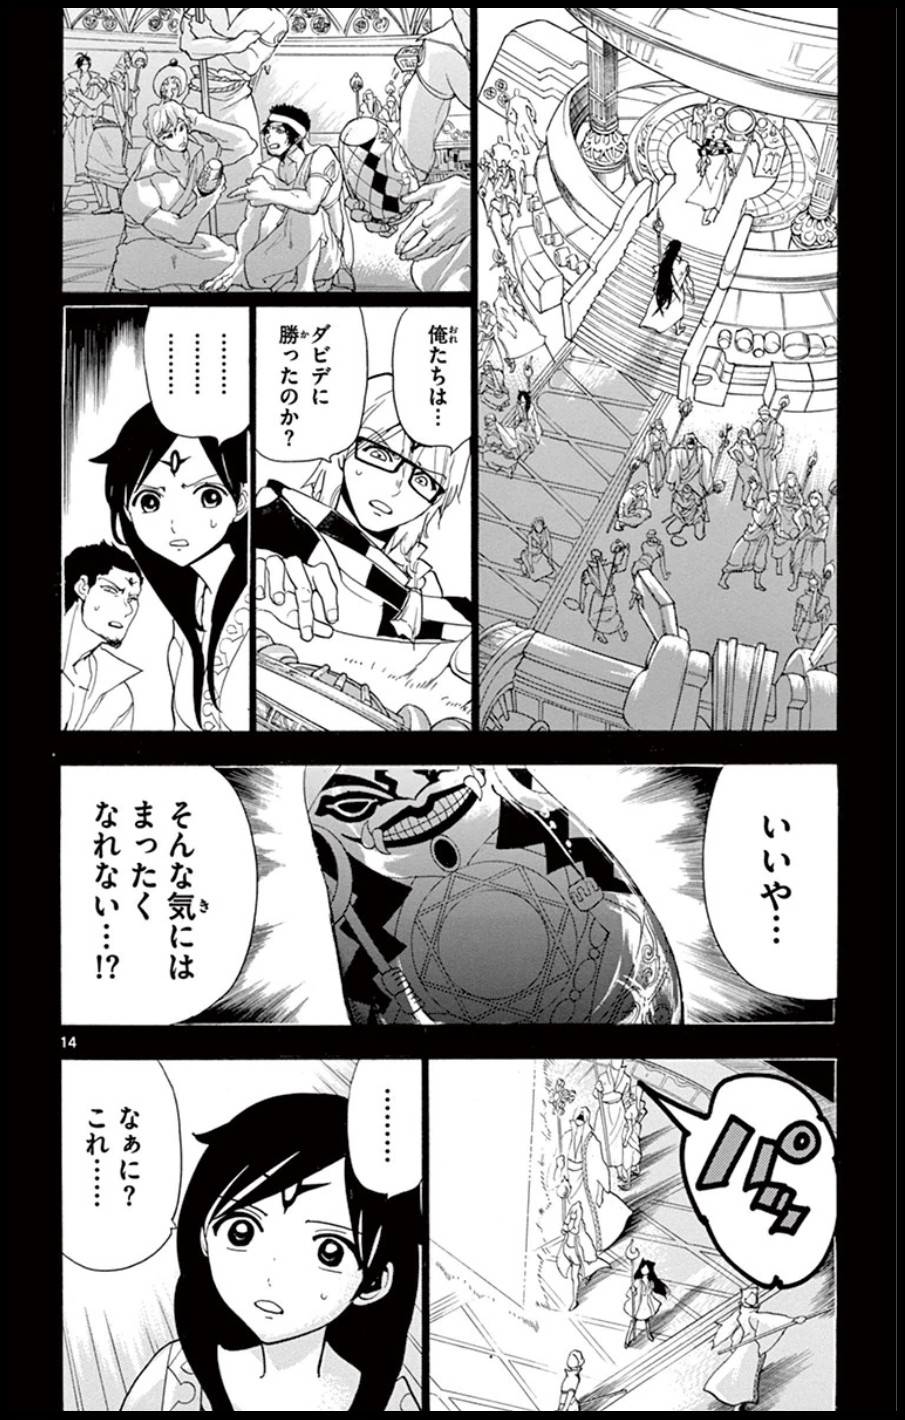 俺たちは…
ダビデに
勝ったのか?
………
………
………
いいや…
そんな気には
まったく
なれない…!?
14
パッ
………
なぁに?
これ……